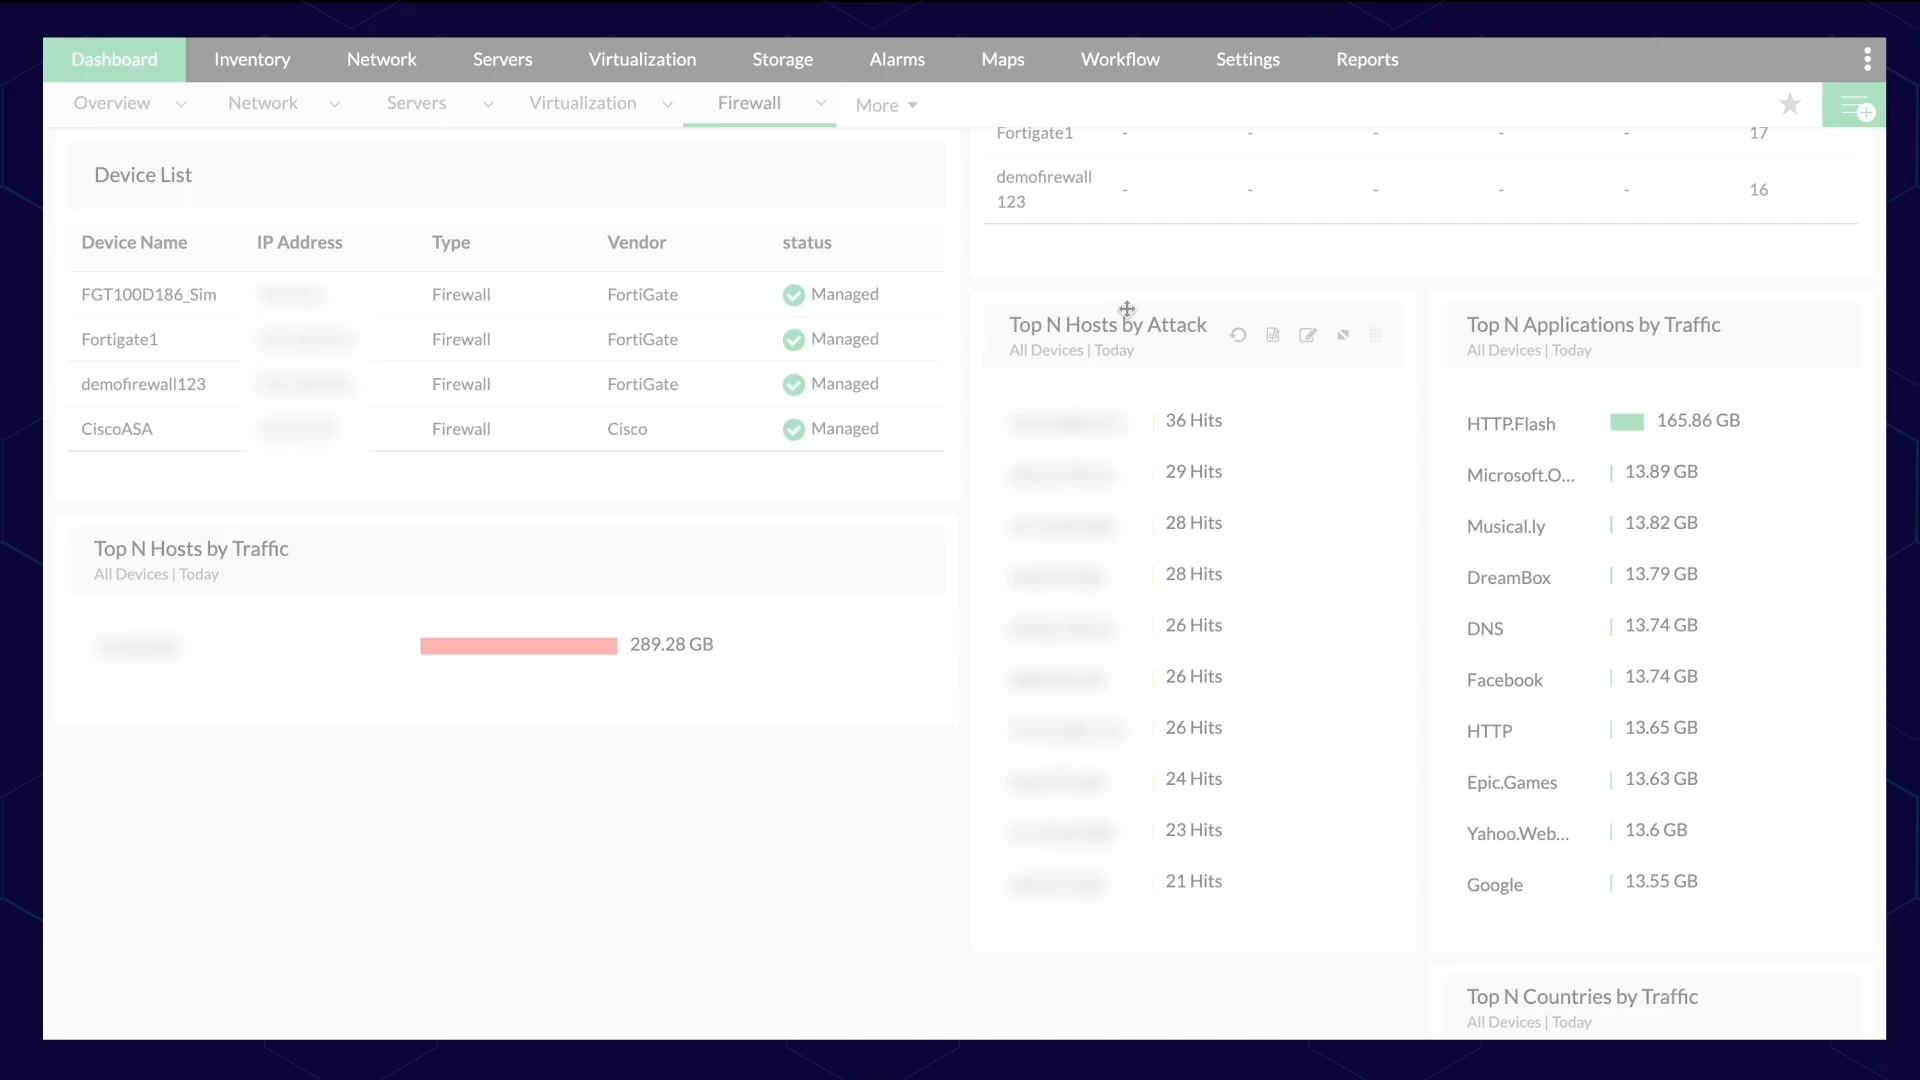 Dashboard Inventory Network Servers Virtualization Storage Alarms Maps Workflow Settings Reports
Overview Network Servers Virtualization Firewall More
Device List
Device Name IP Address Type Vendor status
FGT100D186_Sim Firewall FortiGate Managed
Fortigate1 Firewall FortiGate Managed
demofirewall123 Firewall FortiGate Managed
CiscoASA Firewall Cisco Managed
Top N Hosts by Traffic
All Devices | Today
289.28 GB
Fortigate1 - - - - - 17
demofirewall
123 - - - - - 16
Top N Hosts by Attack
All Devices | Today
36 Hits
29 Hits
28 Hits
28 Hits
26 Hits
26 Hits
26 Hits
24 Hits
23 Hits
21 Hits
Top N Applications by Traffic
All Devices | Today
HTTP.Flash 165.86 GB
Microsoft.O... 13.89 GB
Musical.ly 13.82 GB
DreamBox 13.79 GB
DNS 13.74 GB
Facebook 13.74 GB
HTTP 13.65 GB
Epic.Games 13.63 GB
Yahoo.Web... 13.6 GB
Google 13.55 GB
Top N Countries by Traffic
All Devices | Today